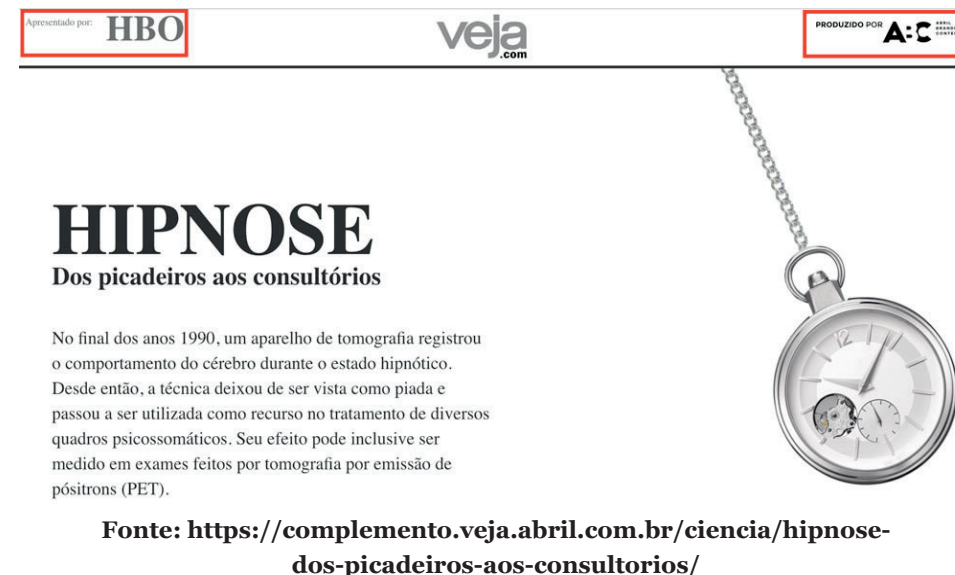 Apresentado por: HBO
veja
.com
PRODUZIDO POR ABC
HIPNOSE
Dos picadeiros aos consultórios
No final dos anos 1990, um aparelho de tomografia registrou
o comportamento do cérebro durante o estado hipnótico.
Desde então, a técnica deixou de ser vista como piada e
passou a ser utilizada como recurso no tratamento de diversos
quadros psicossomáticos. Seu efeito pode inclusive ser
medido em exames feitos por tomografia por emissão de
pósitrons (PET).
12
Fonte: https://complemento.veja.abril.com.br/ciencia/hipnose-
dos-picadeiros-aos-consultorios/